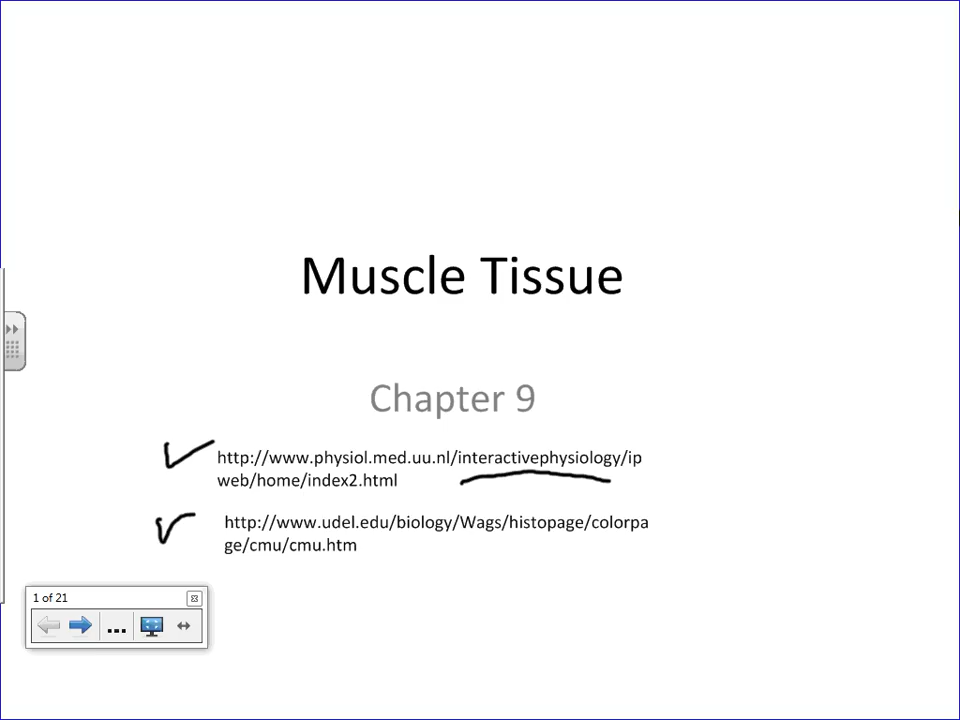 Muscle Tissue
Chapter 9
http://www.physiol.med.uu.nl/interactivephysiology/ip
web/home/index2.html
http://www.udel.edu/biology/Wags/histopage/colorpa
ge/cmu/cmu.htm
1 of 21
...